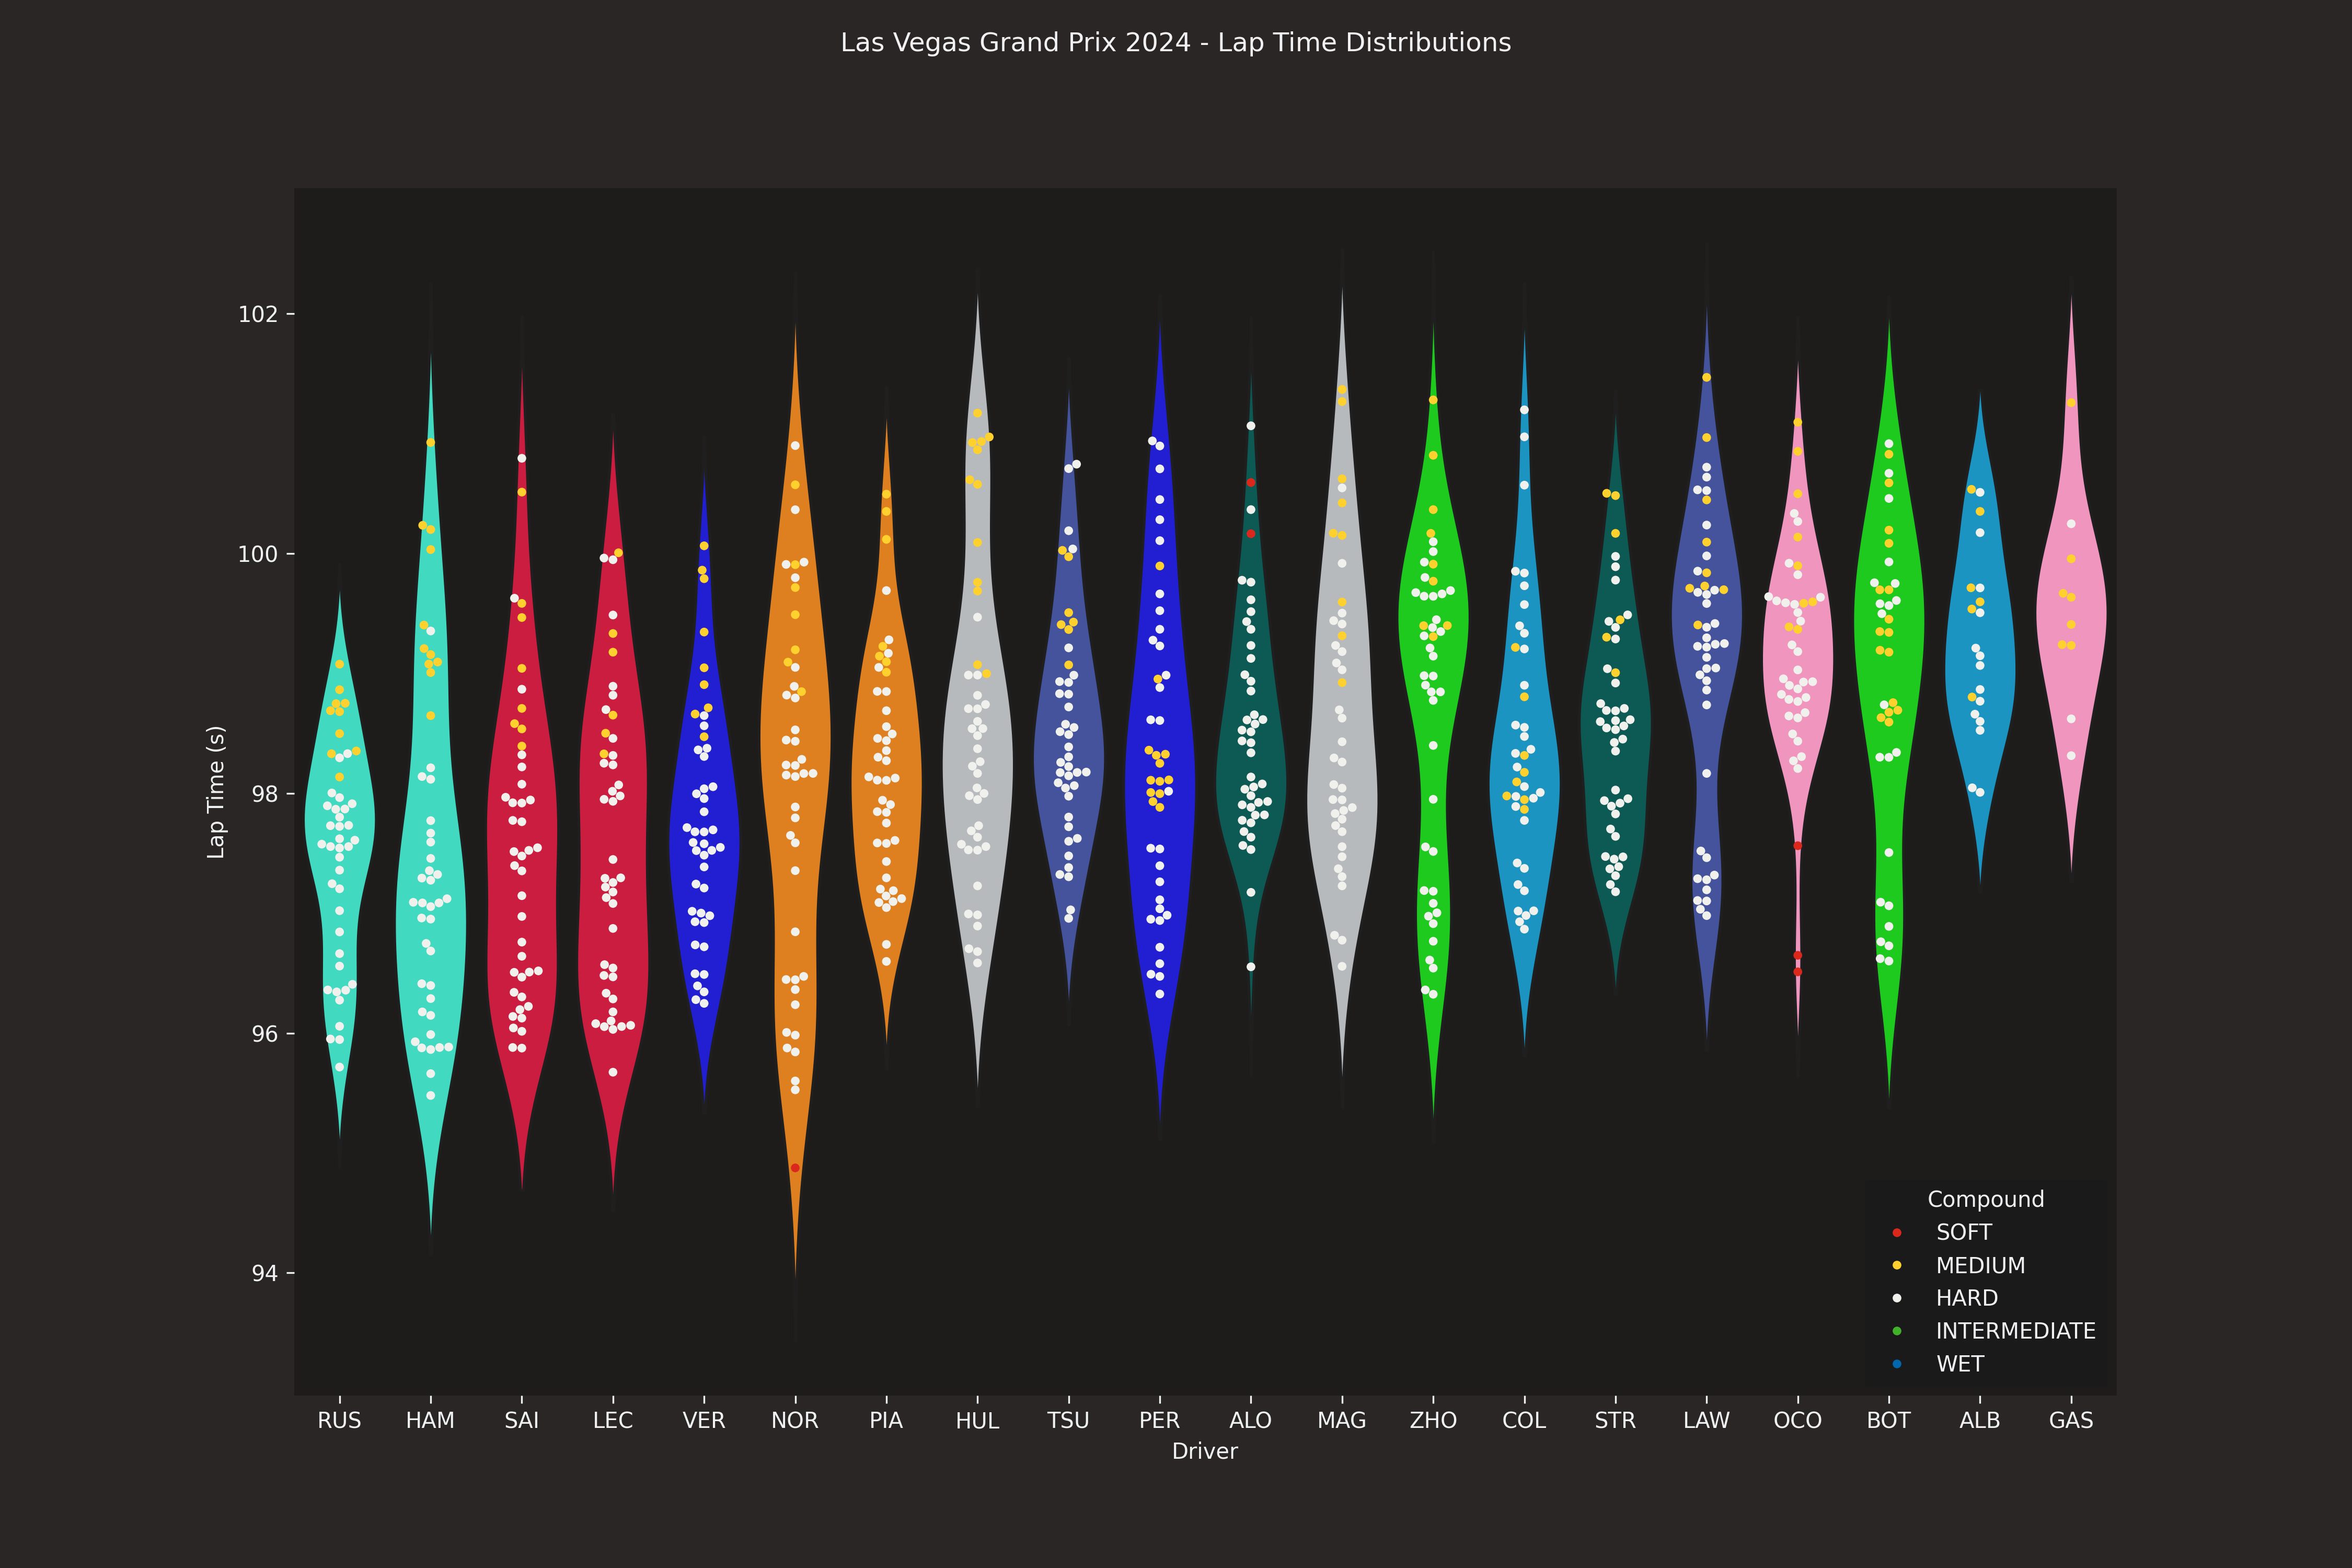 Las Vegas Grand Prix 2024 - Lap Time Distributions
Lap Time (s)
102
100
98
96
94
Compound
SOFT
MEDIUM
HARD
INTERMEDIATE
WET
RUS HAM SAI LEC VER NOR PIA HUL TSU PER ALO MAG ZHO COL STR LAW OCO BOT ALB GAS
Driver